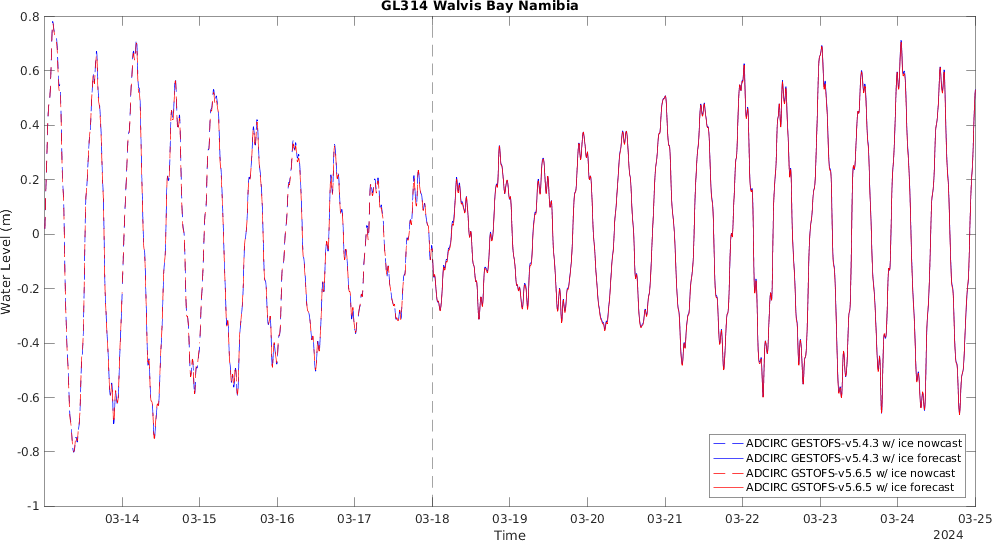 GL314 Walvis Bay Namibia
0.8
0.6
0.4
0.2
0
-0.2
-0.4
-0.6
-0.8
-1
Water Level (m)
ADCIRC GESTOFS-v5.4.3 w/ ice nowcast
ADCIRC GESTOFS-v5.4.3 w/ ice forecast
ADCIRC GSTOFS-v5.6.5 w/ ice nowcast
ADCIRC GSTOFS-v5.6.5 w/ ice forecast
03-14 03-15 03-16 03-17 03-18 03-19 03-20 03-21 03-22 03-23 03-24 03-25
Time
2024